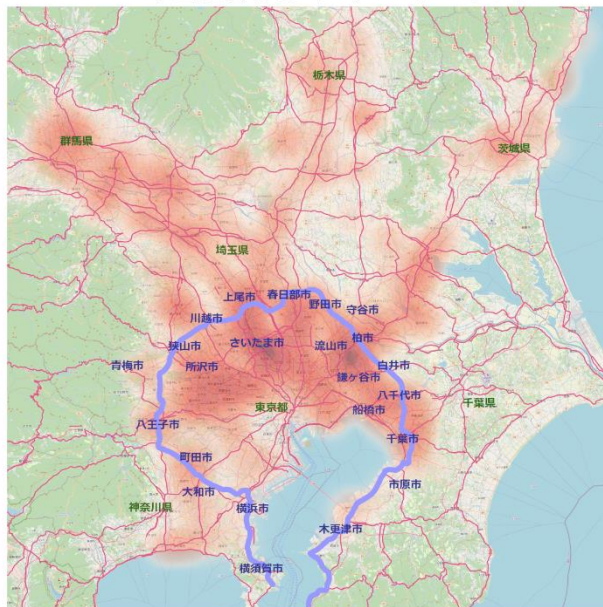 栃木県
群馬県
茨城県
埼玉県
上尾市
春日部市
野田市
守谷市
川越市
狭山市
さいたま市
流山市
柏市
青梅市
所沢市
白井市
鎌ヶ谷市
八千代市
東京都
船橋市
千葉県
八王子市
千葉市
町田市
大和市
市原市
神奈川県
横浜市
木更津市
横須賀市